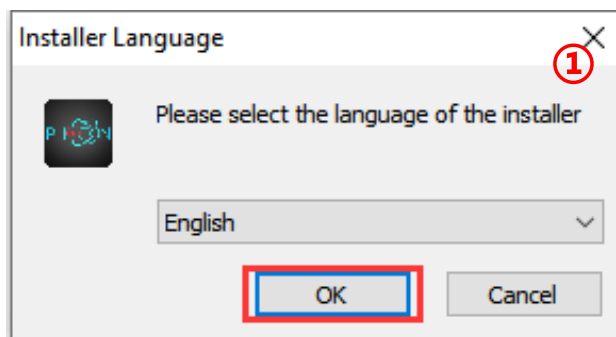 Installer Language
①
Please select the language of the installer
English
OK
Cancel